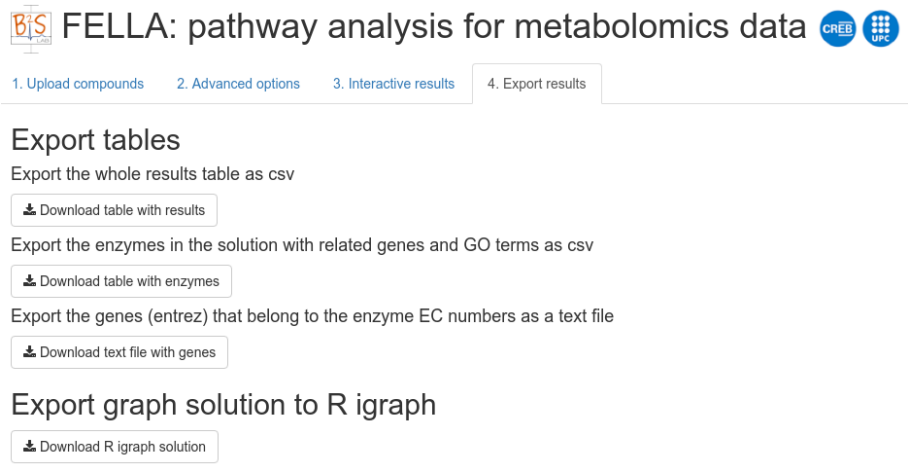 B2S LAB FELLA: pathway analysis for metabolomics data CREB UPC
1. Upload compounds 2. Advanced options 3. Interactive results 4. Export results
Export tables
Export the whole results table as csv
Download table with results
Export the enzymes in the solution with related genes and GO terms as csv
Download table with enzymes
Export the genes (entrez) that belong to the enzyme EC numbers as a text file
Download text file with genes
Export graph solution to R igraph
Download R igraph solution